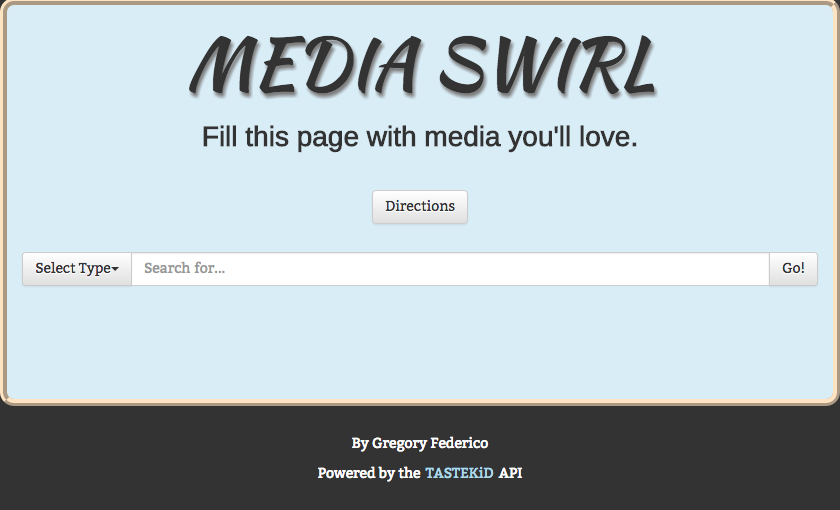 MEDIA SWIRL
Fill this page with media you'll love.
Directions
Select Type
Search for...
Go!
By Gregory Federico
Powered by the TASTEKiD API